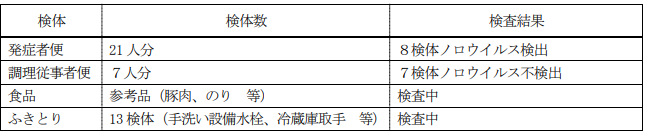 検体 検体数 検査結果
発症者便 21 人分 ８検体ノロウイルス検出
調理従事者便 ７人分 ７検体ノロウイルス不検出
食品 参考品（豚肉、のり　等） 検査中
ふきとり 13 検体（手洗い設備水栓、冷蔵庫取手　等） 検査中